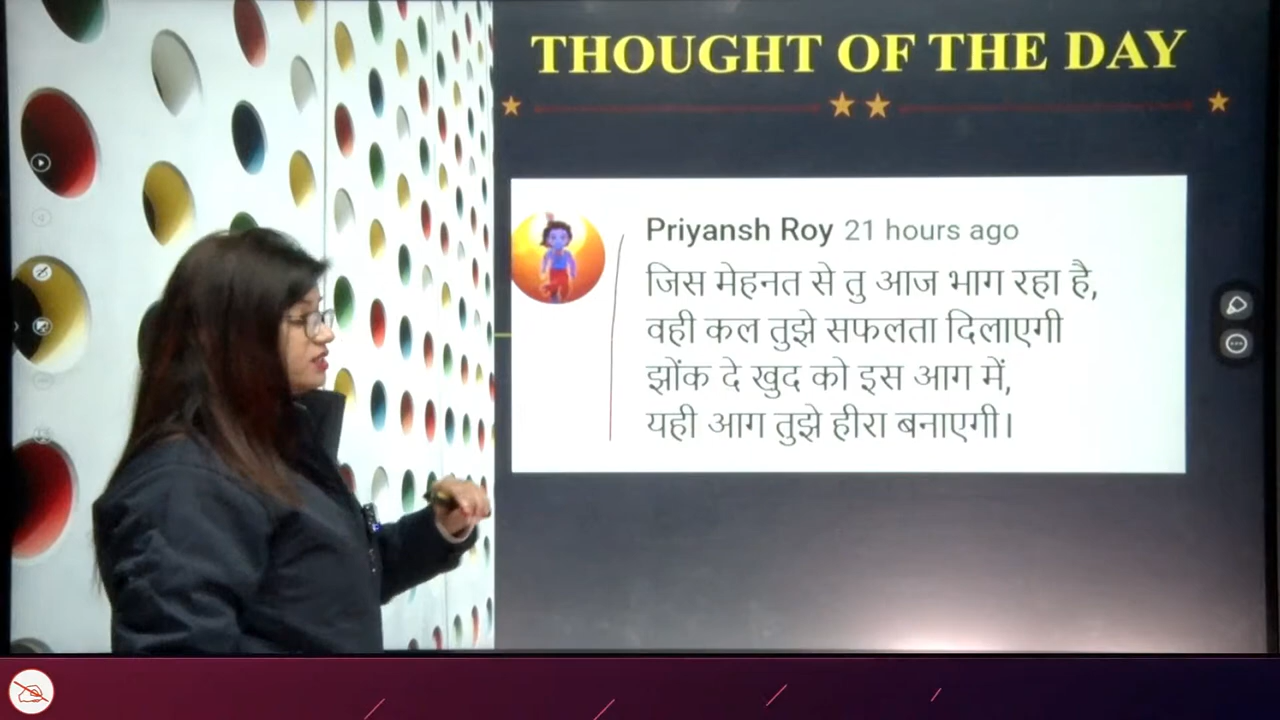 THOUGHT OF THE DAY
Priyansh Roy 21 hours ago
जिस मेहनत से तु आज भाग रहा है,
वही कल तुझे सफलता दिलाएगी
झोंक दे खुद को इस आग में,
यही आग तुझे हीरा बनाएगी।